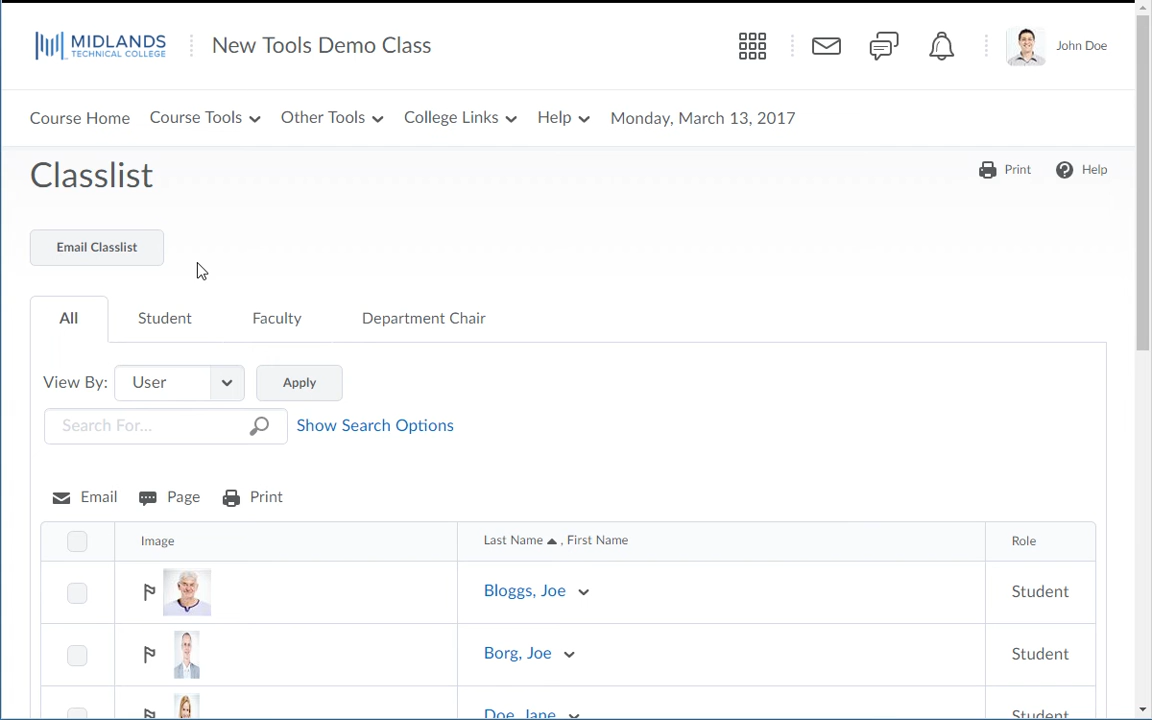 MIDLANDS
TECHNICAL COLLEGE
New Tools Demo Class
John Doe
Course Home
Course Tools
Other Tools
College Links
Help
Monday, March 13, 2017
Classlist
Print
Help
Email Classlist
All
Student
Faculty
Department Chair
View By:
User
Apply
Search For...
Show Search Options
Email
Page
Print
Image
Last Name , First Name
Role
Bloggs, Joe
Student
Borg, Joe
Student
Doe, Jane
Student